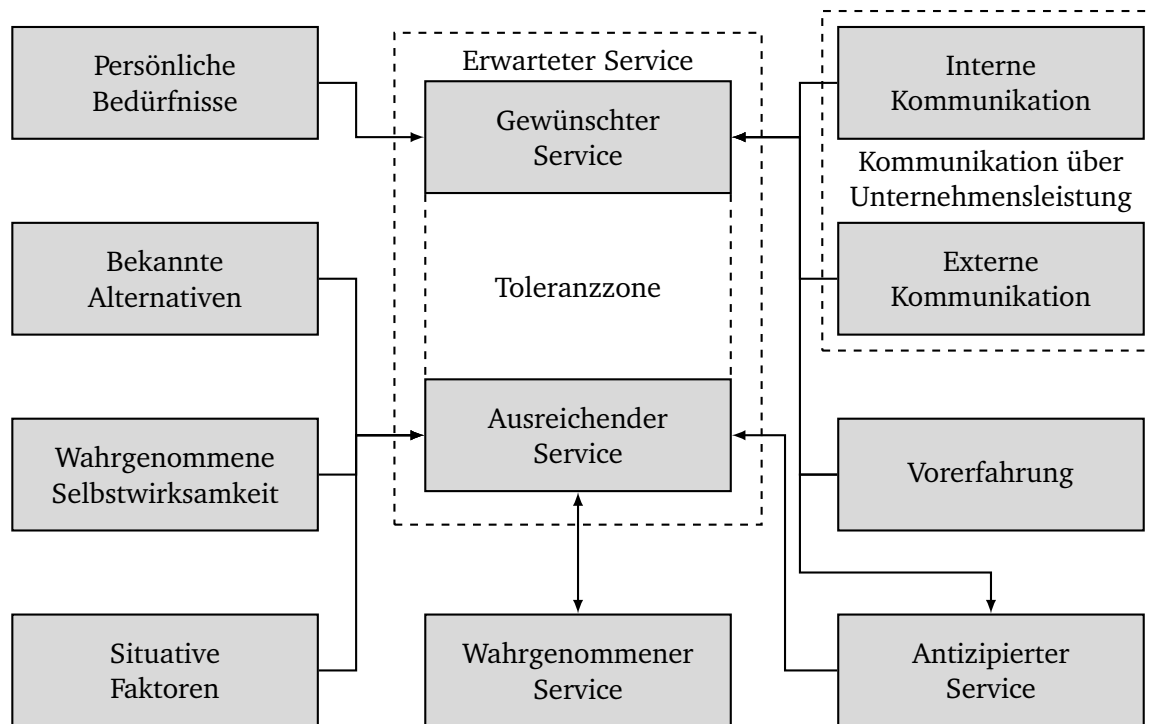 Persönliche
Bedürfnisse
Erwarteter Service
Gewünschter
Service
Interne
Kommunikation
Kommunikation über
Unternehmensleistung
Bekannte
Alternativen
Toleranzzone
Externe
Kommunikation
Wahrgenommene
Selbstwirksamkeit
Ausreichender
Service
Vorerfahrung
Situative
Faktoren
Wahrgenommener
Service
Antizipierter
Service